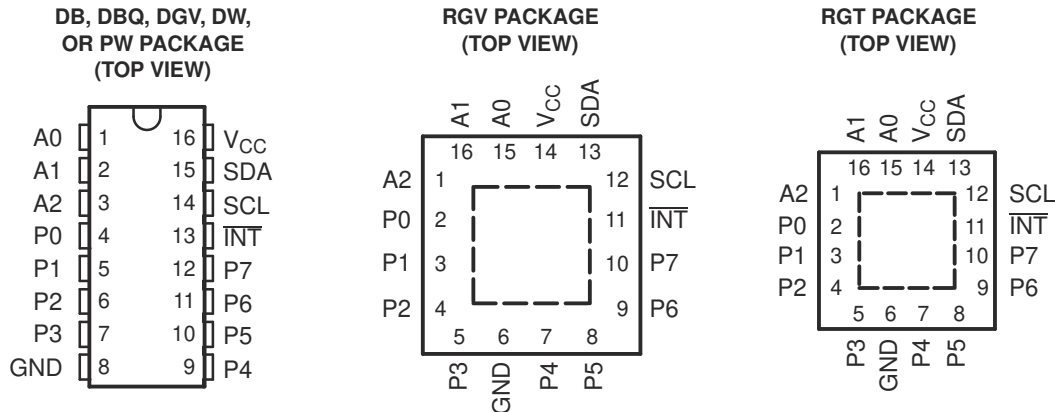 DB, DBQ, DGV, DW,
OR PW PACKAGE
(TOP VIEW)
A0 1 16 VCC
A1 2 15 SDA
A2 3 14 SCL
P0 4 13 INT
P1 5 12 P7
P2 6 11 P6
P3 7 10 P5
GND 8 9 P4
RGV PACKAGE
(TOP VIEW)
A1 A0 VCC SDA
16 15 14 13
A2 1 12 SCL
P0 2 11 INT
P1 3 10 P7
P2 4 9 P6
5 6 7 8
P3 GND P4 P5
RGT PACKAGE
(TOP VIEW)
A1 A0 VCC SDA
16 15 14 13
A2 1 12 SCL
P0 2 11 INT
P1 3 10 P7
P2 4 9 P6
5 6 7 8
P3 GND P4 P5